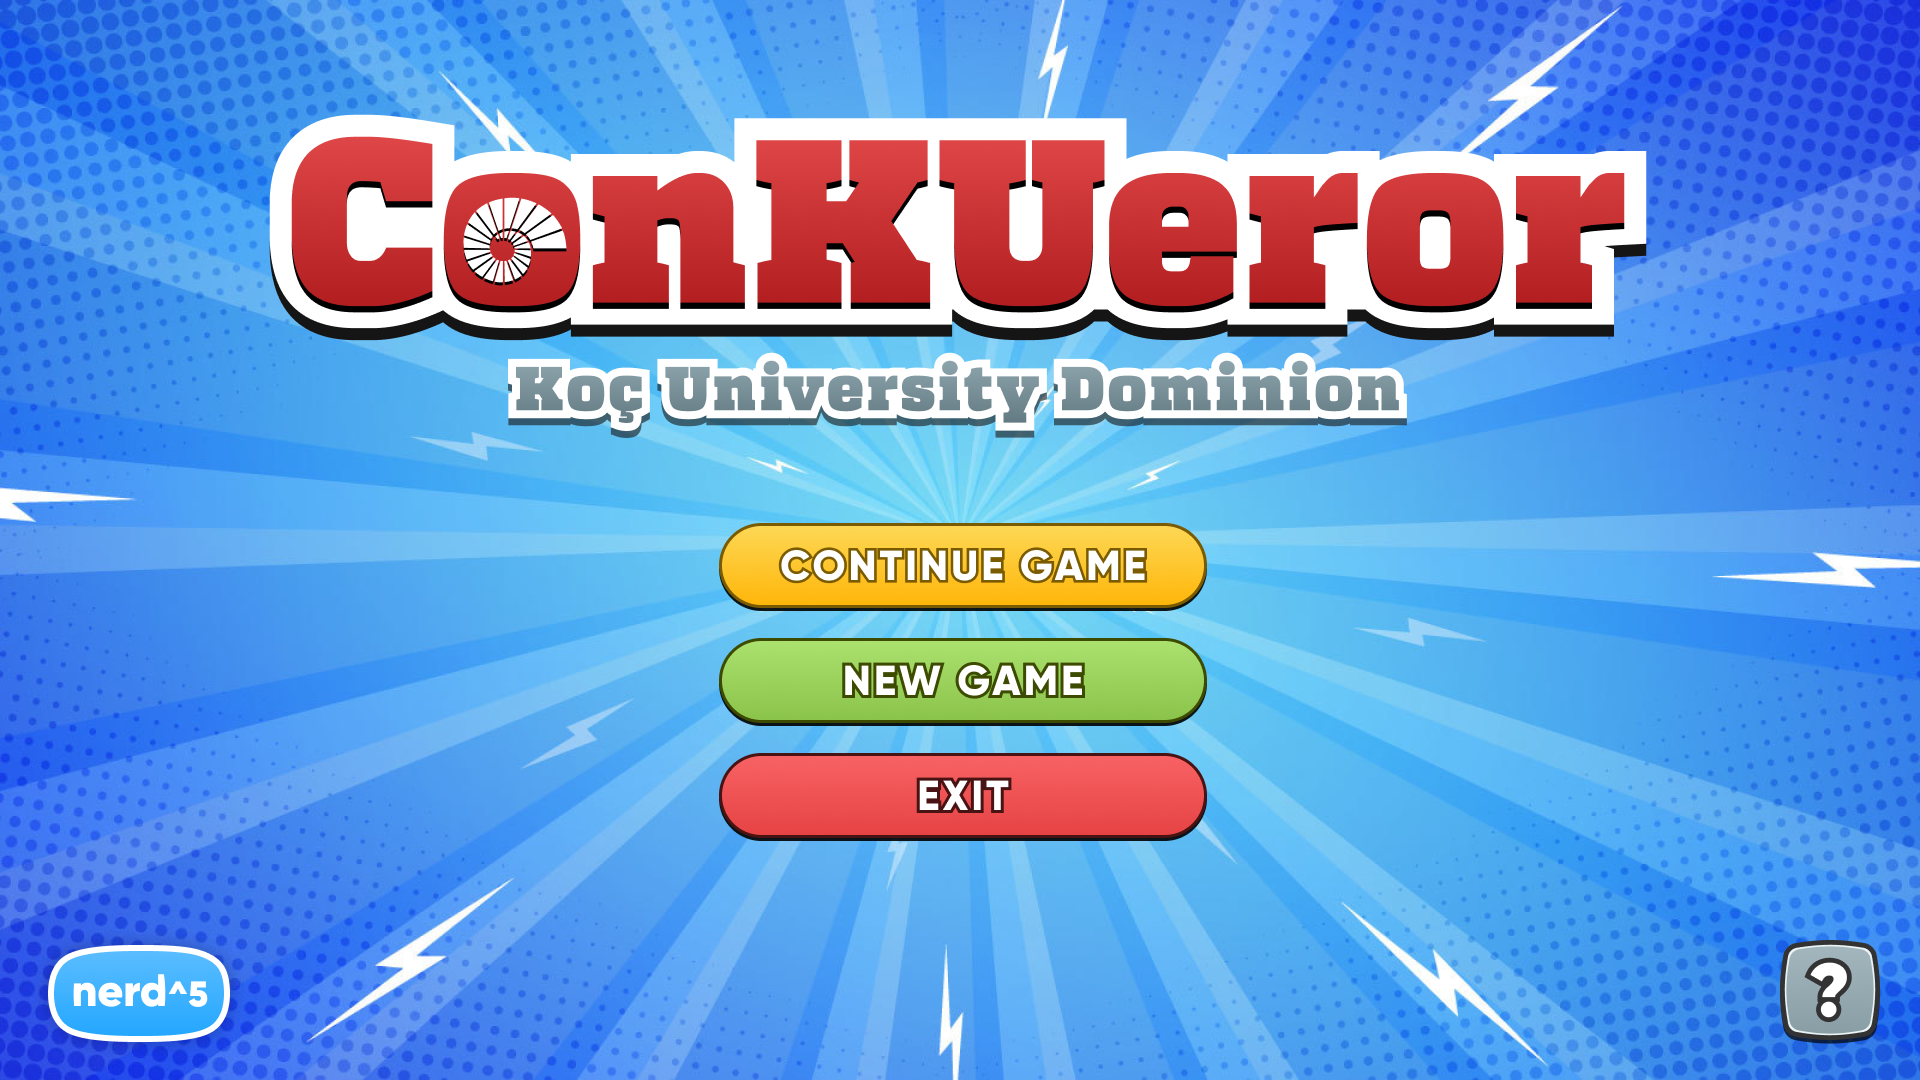 ConKUeror
Koç University Dominion
CONTINUE GAME
NEW GAME
EXIT
nerd^5
?